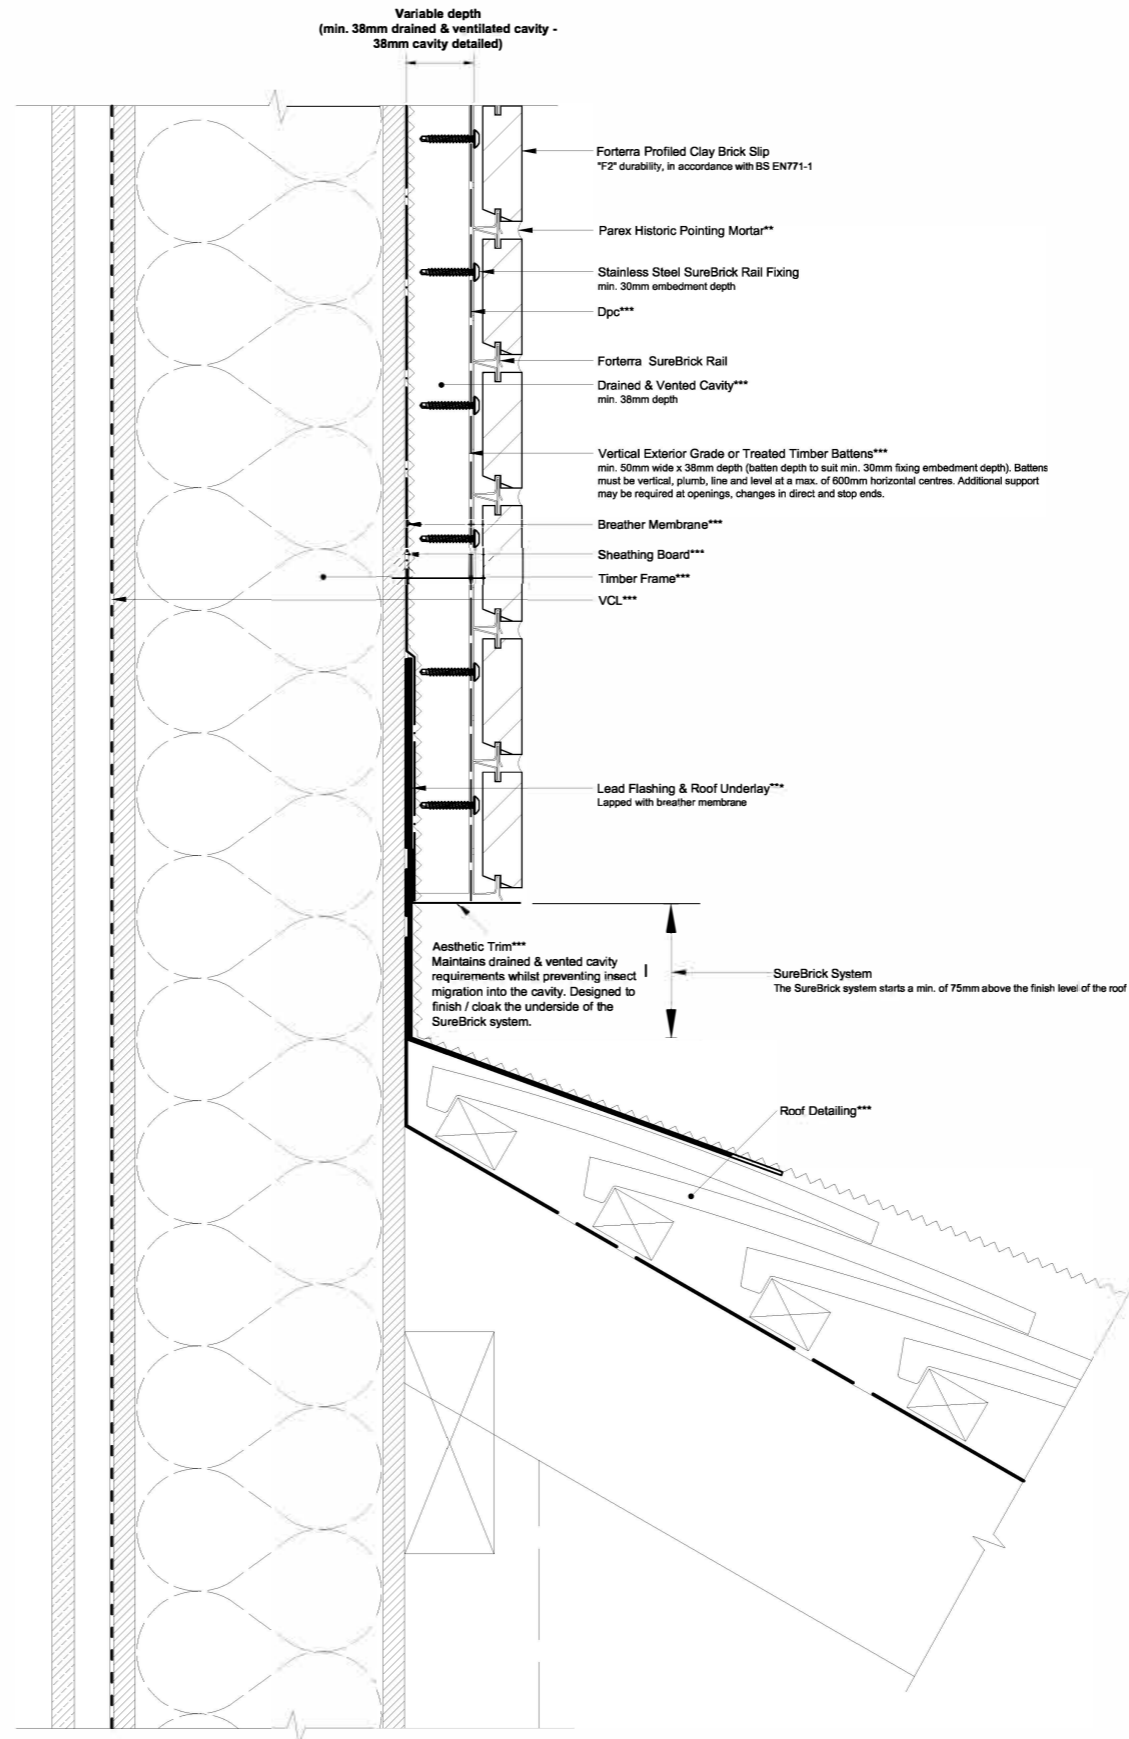 Variable depth
(min. 38mm drained & ventilated cavity -
38mm cavity detailed)
Forterra Profiled Clay Brick Slip
"F2" durability, in accordance with BS EN771-1
Parex Historic Pointing Mortar**
Stainless Steel SureBrick Rail Fixing
min. 30mm embedment depth
Dpc***
Forterra SureBrick Rail
Drained & Vented Cavity***
min. 38mm depth
Vertical Exterior Grade or Treated Timber Battens***
min. 50mm wide x 38mm depth (batten depth to suit min. 30mm fixing embedment depth). Battens
must be vertical, plumb, line and level at a max. of 600mm horizontal centres. Additional support
may be required at openings, changes in direct and stop ends.
Breather Membrane***
Sheathing Board***
Timber Frame***
VCL***
Lead Flashing & Roof Underlay***
Lapped with breather membrane
Aesthetic Trim***
Maintains drained & vented cavity
requirements whilst preventing insect
migration into the cavity. Designed to
finish / cloak the underside of the
SureBrick system.
SureBrick System
The SureBrick system starts a min. of 75mm above the finish level of the roof
Roof Detailing***